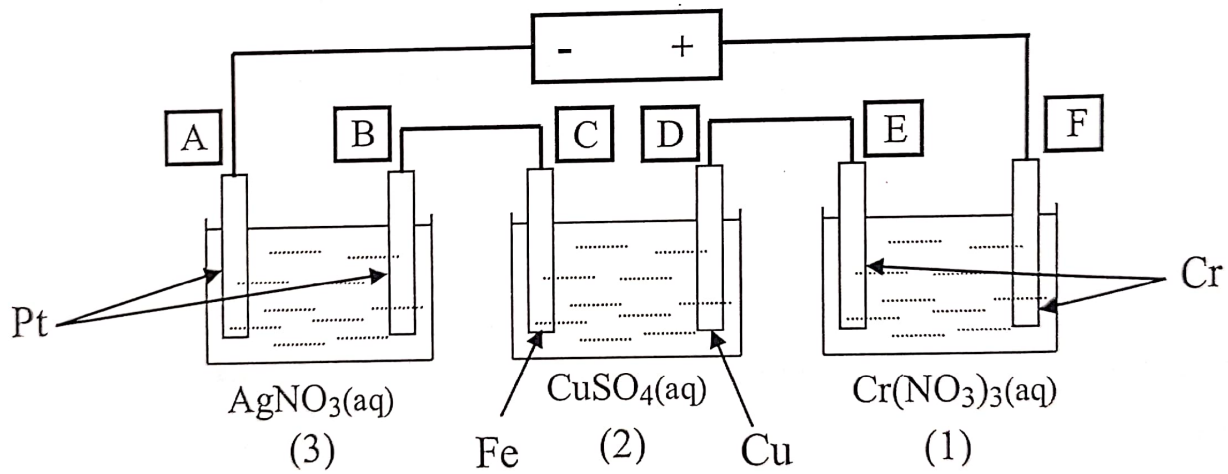 - +
A B C D E F
Pt Cr
AgNO₃(aq) CuSO₄(aq) Cr(NO₃)₃(aq)
(3) Fe (2) Cu (1)